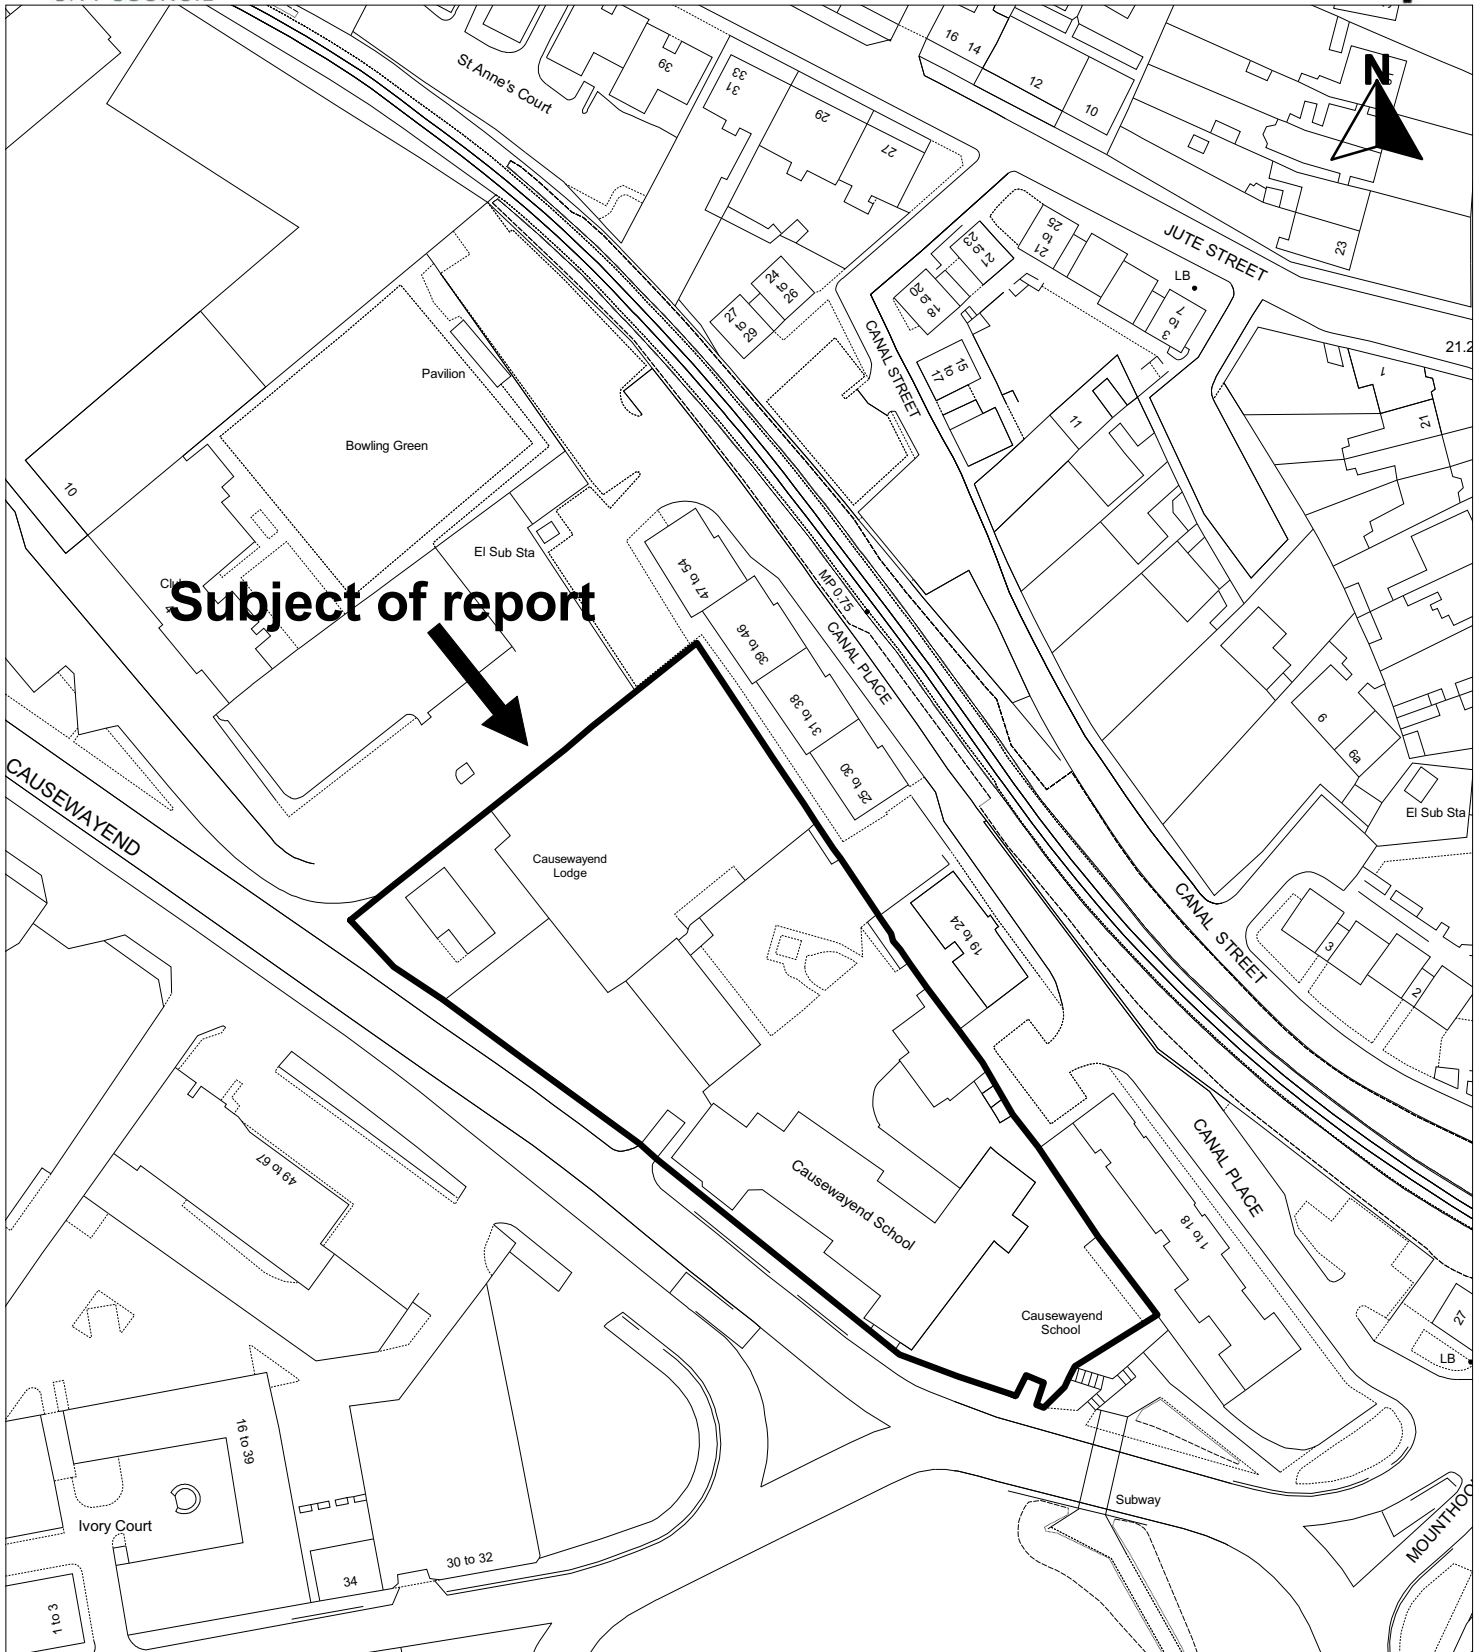 N
St Anne's Court
39
33
31
29
27
16
14
12
10
JUTE STREET
LB
23
25
to
21
23
to
21
20
to
18
7
to
3
24
to
26
27
to
29
CANAL STREET
15
to
17
11
1
21
21.2
Pavilion
Bowling Green
10
El Sub Sta
Subject of report
47 to 54
39 to 46
31 to 38
25 to 30
MP 0.75
CANAL PLACE
9
9a
El Sub Sta
CAUSEWAYEND
Causewayend
Lodge
19 to 24
CANAL STREET
3
2
49 to 67
Causewayend School
CANAL PLACE
1 to 18
Causewayend
School
27
LB
16 to 39
Ivory Court
34
30 to 32
1 to 3
Subway